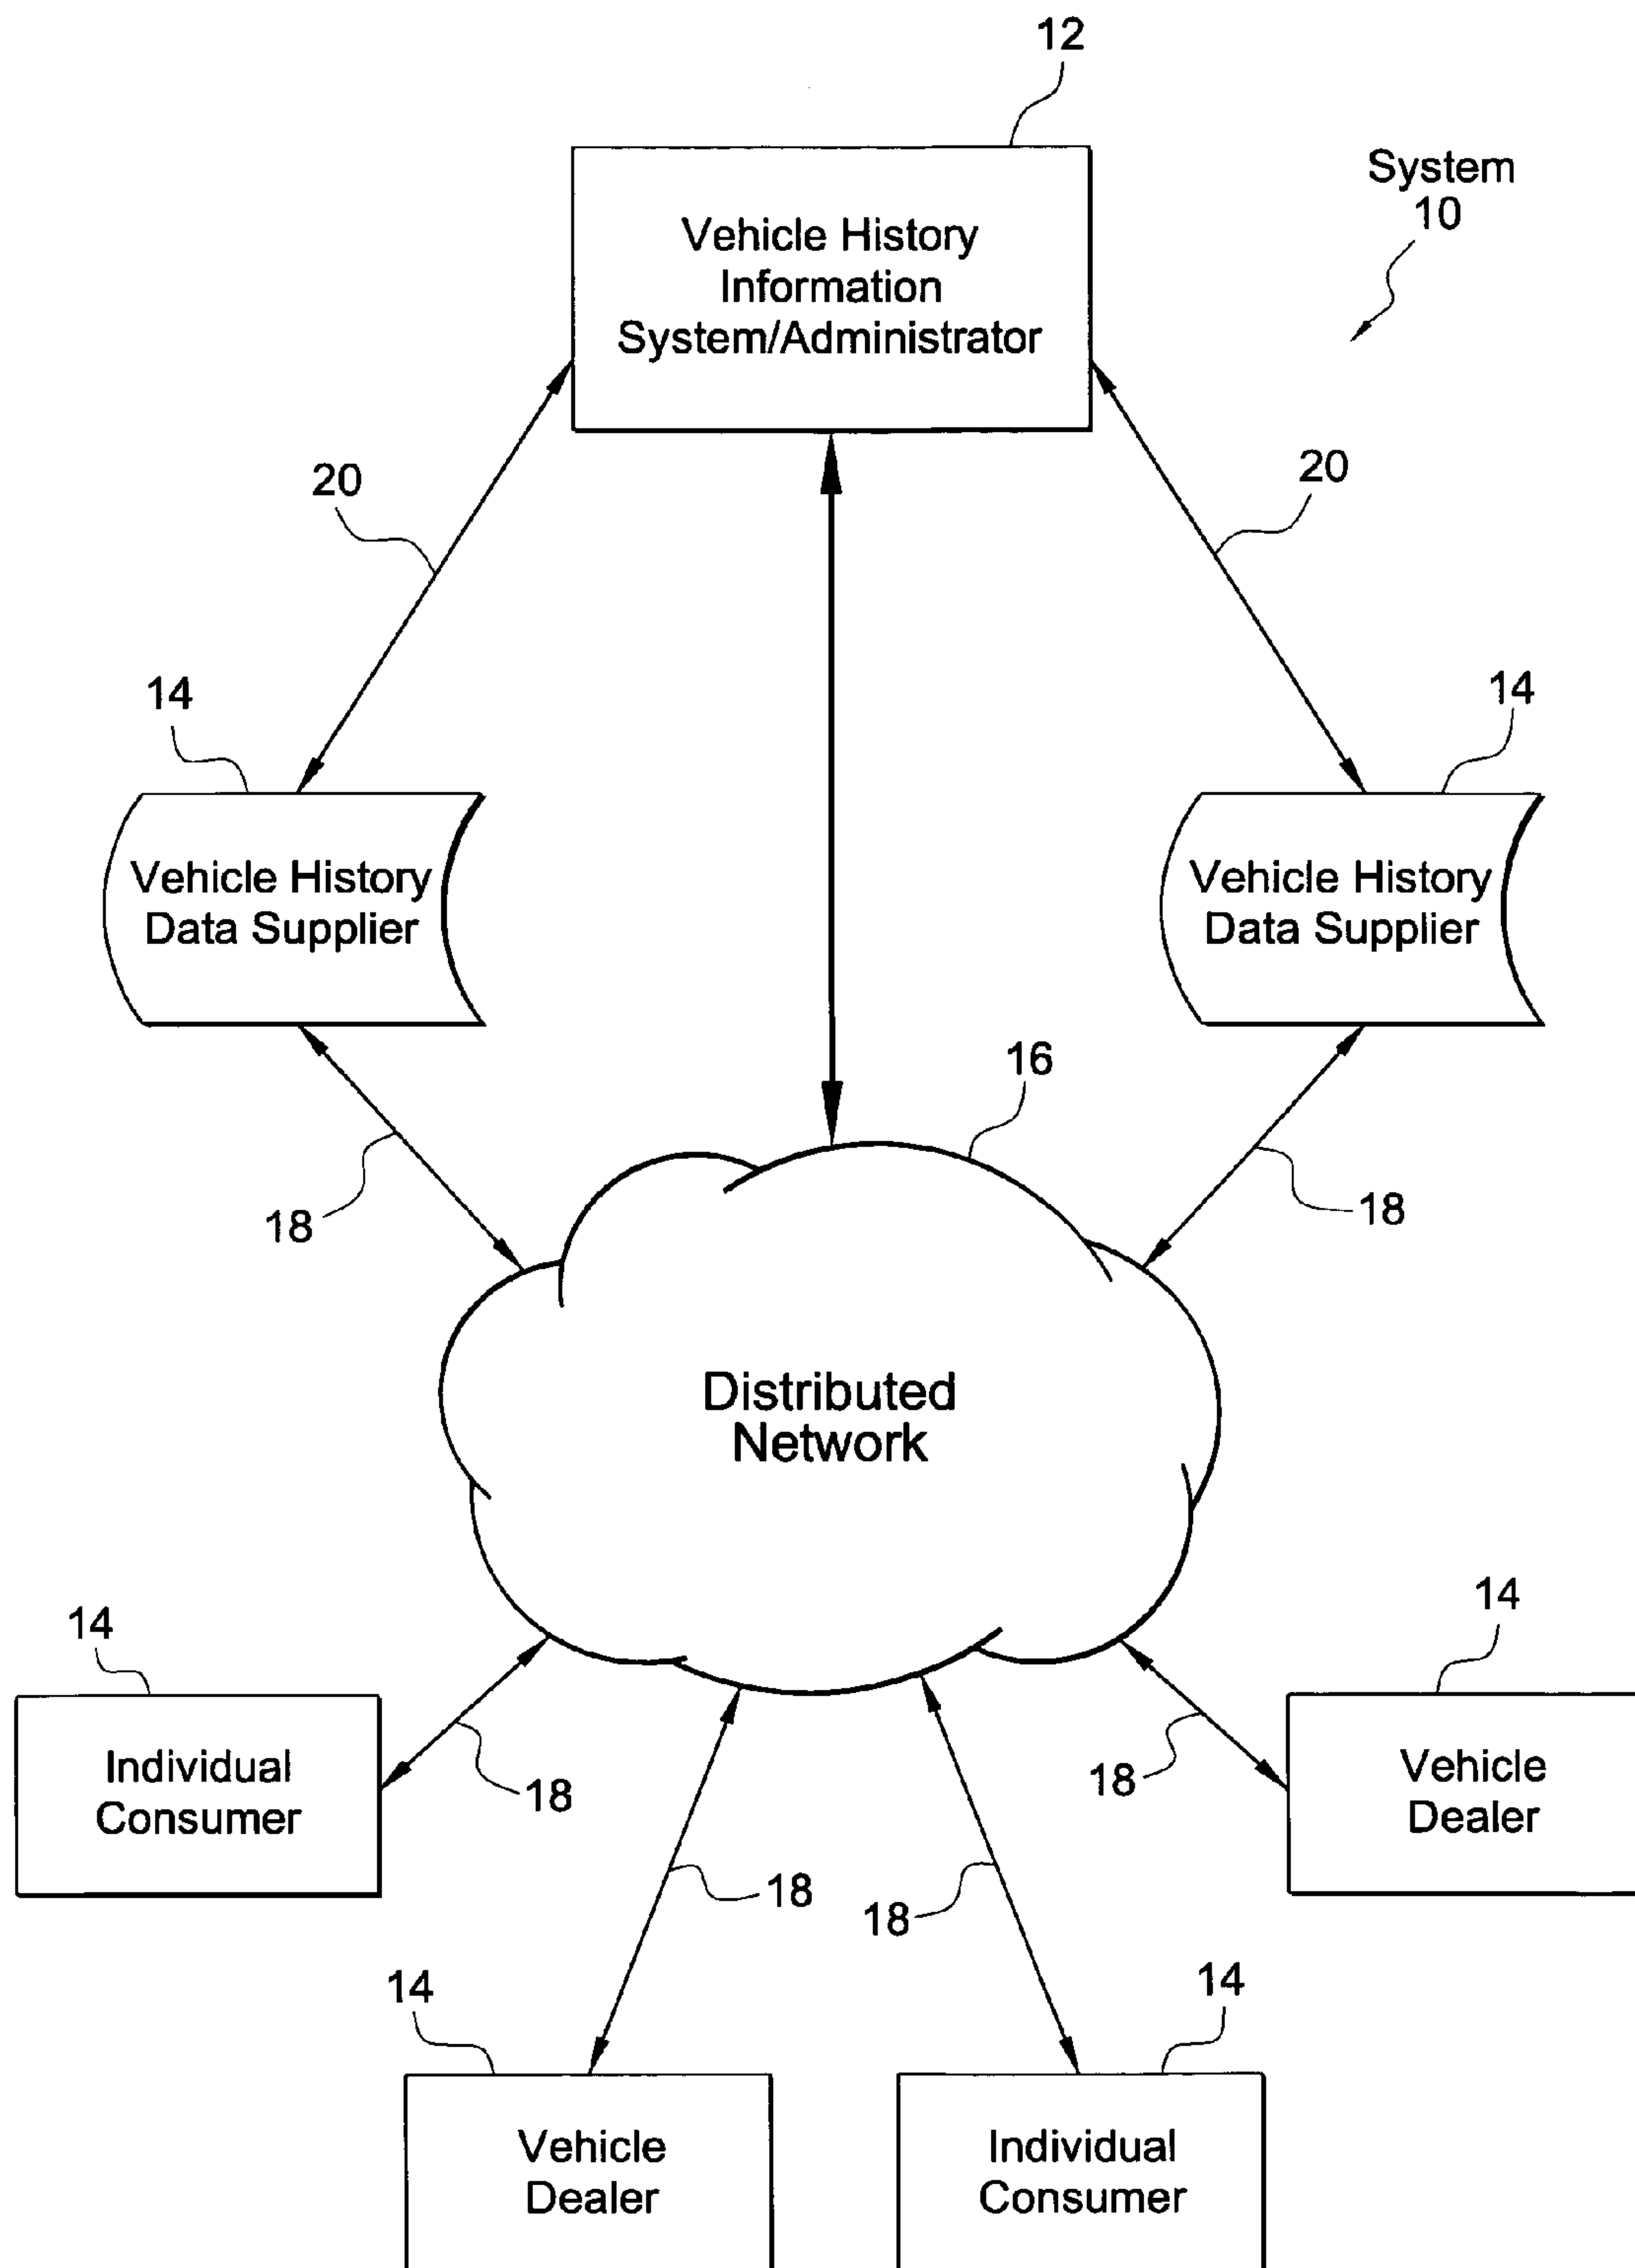 12
System
10
Vehicle History
Information
System/Administrator
20
20
14
14
Vehicle History
Data Supplier
Vehicle History
Data Supplier
16
18
18
Distributed
Network
14
14
Individual
Consumer
18
18
Vehicle
Dealer
18
18
14
14
Vehicle
Dealer
Individual
Consumer